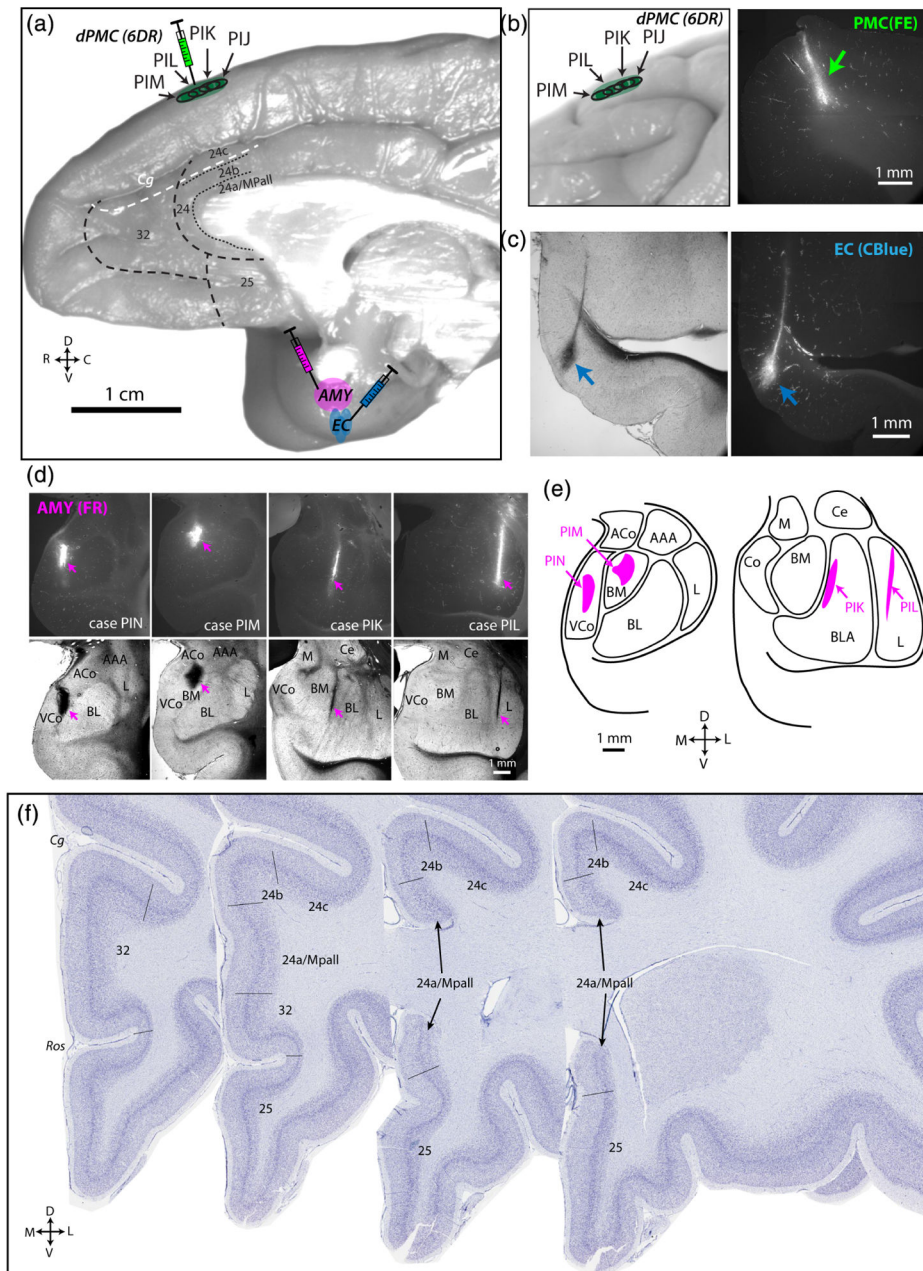 (a)
dPMC (6DR)
PIK
PIL
PIJ
PIM
24c
24b
24a/MPall
Cg
24
32
25
D
R C
V
1 cm
AMY
EC
(b)
dPMC (6DR)
PIK
PIL
PIJ
PIM
PMC(FE)
1 mm
(c)
EC (CBlue)
1 mm
(d)
AMY (FR)
case PIN
case PIM
case PIK
case PIL
AAA
ACo
L
VCo
BL
ACo
AAA
L
BM
VCo
BL
M
Ce
BM
VCo
BL
L
M
Ce
BM
L
VCo
BL
1 mm
(e)
ACo
AAA
PIM
PIN
BM
L
VCo
BL
M
Ce
Co
BM
PIK
PIL
BLA
L
1 mm
D
M L
V
(f)
Cg
32
Ros
24b
24c
24a/Mpall
32
25
24b
24c
24a/Mpall
25
24b
24c
24a/Mpall
25
D
M L
V